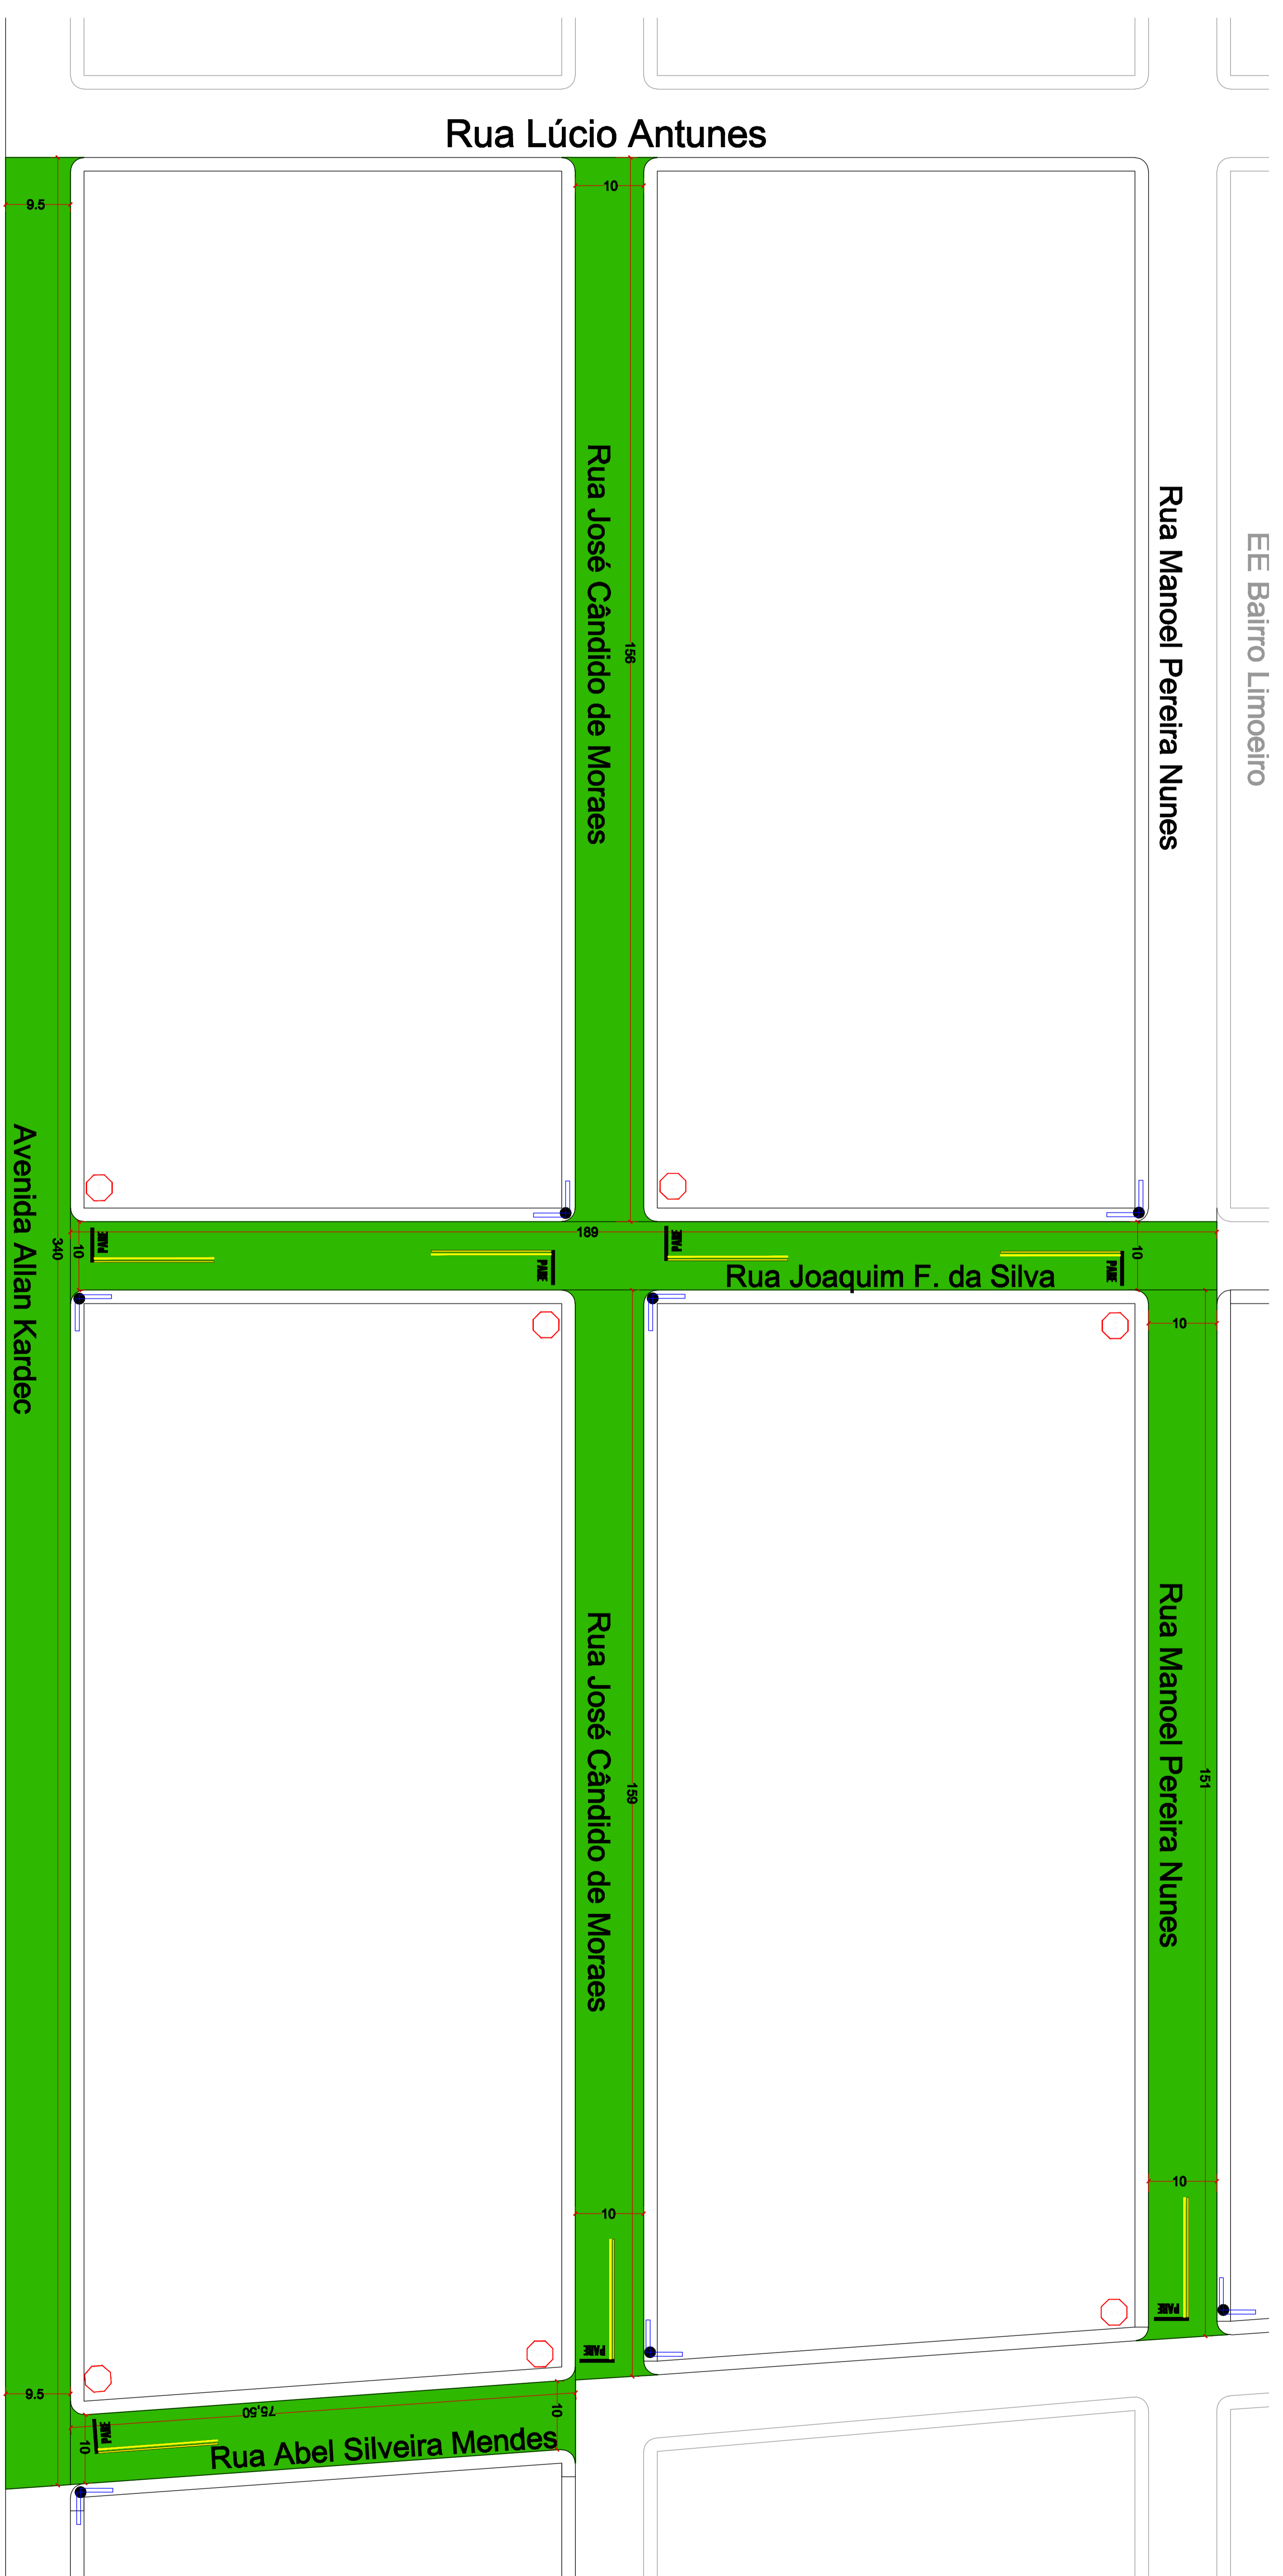 Rua Lúcio Antunes
9.5
10
Rua José Cândido de Moraes
156
Rua Manoel Pereira Nunes
EE Bairro Limoeiro
Avenida Allan Kardec
340
10
PARE
189
PARE
PARE
10
PARE
Rua Joaquim F. da Silva
10
Rua José Cândido de Moraes
159
Rua Manoel Pereira Nunes
151
10
10
PARE
PARE
9.5
75,50
10
PARE
10
Rua Abel Silveira Mendes